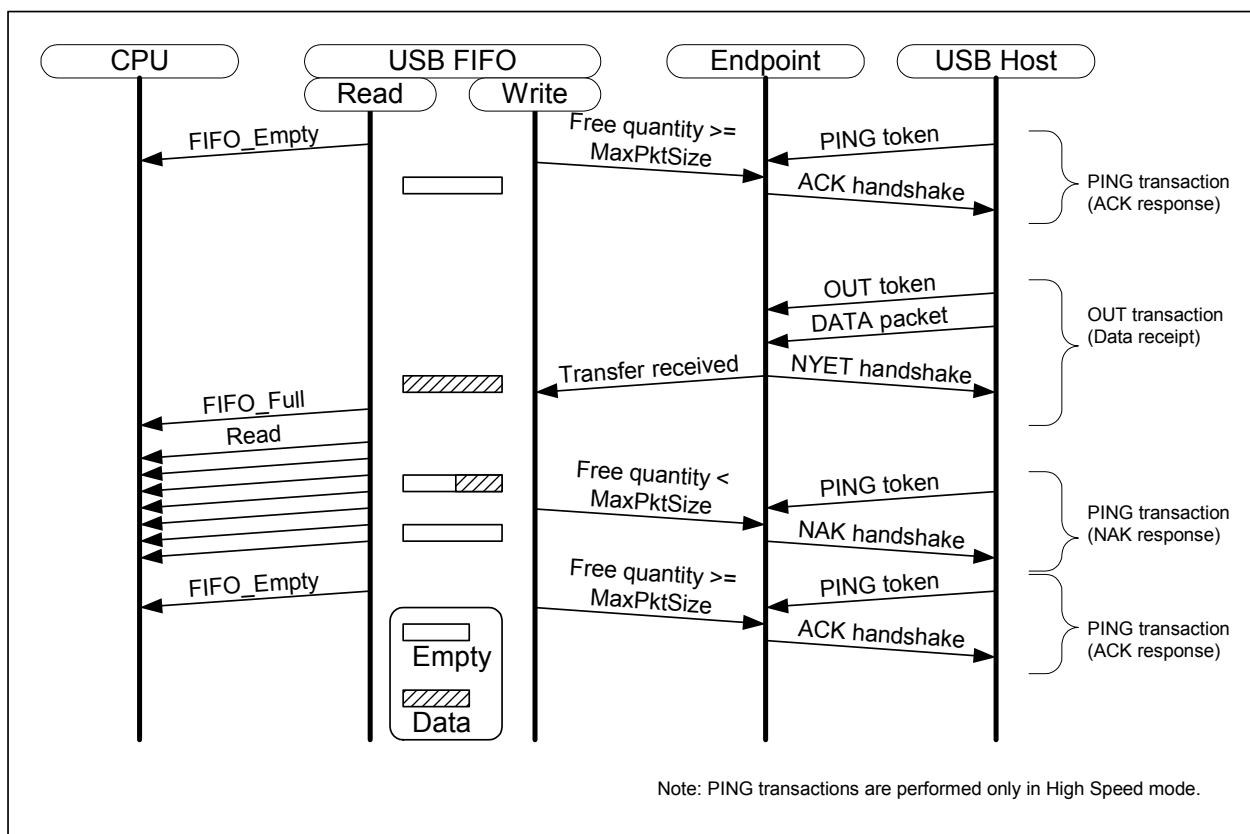 CPU
USB FIFO
Endpoint
USB Host
Read
Write
FIFO_Empty
Free quantity >=
MaxPktSize
PING token
ACK handshake
PING transaction
(ACK response)
OUT token
DATA packet
OUT transaction
(Data receipt)
Transfer received
NYET handshake
FIFO_Full
Read
Free quantity <
MaxPktSize
PING token
NAK handshake
PING transaction
(NAK response)
FIFO_Empty
Free quantity >=
MaxPktSize
PING token
ACK handshake
PING transaction
(ACK response)
Empty
Data
Note: PING transactions are performed only in High Speed mode.